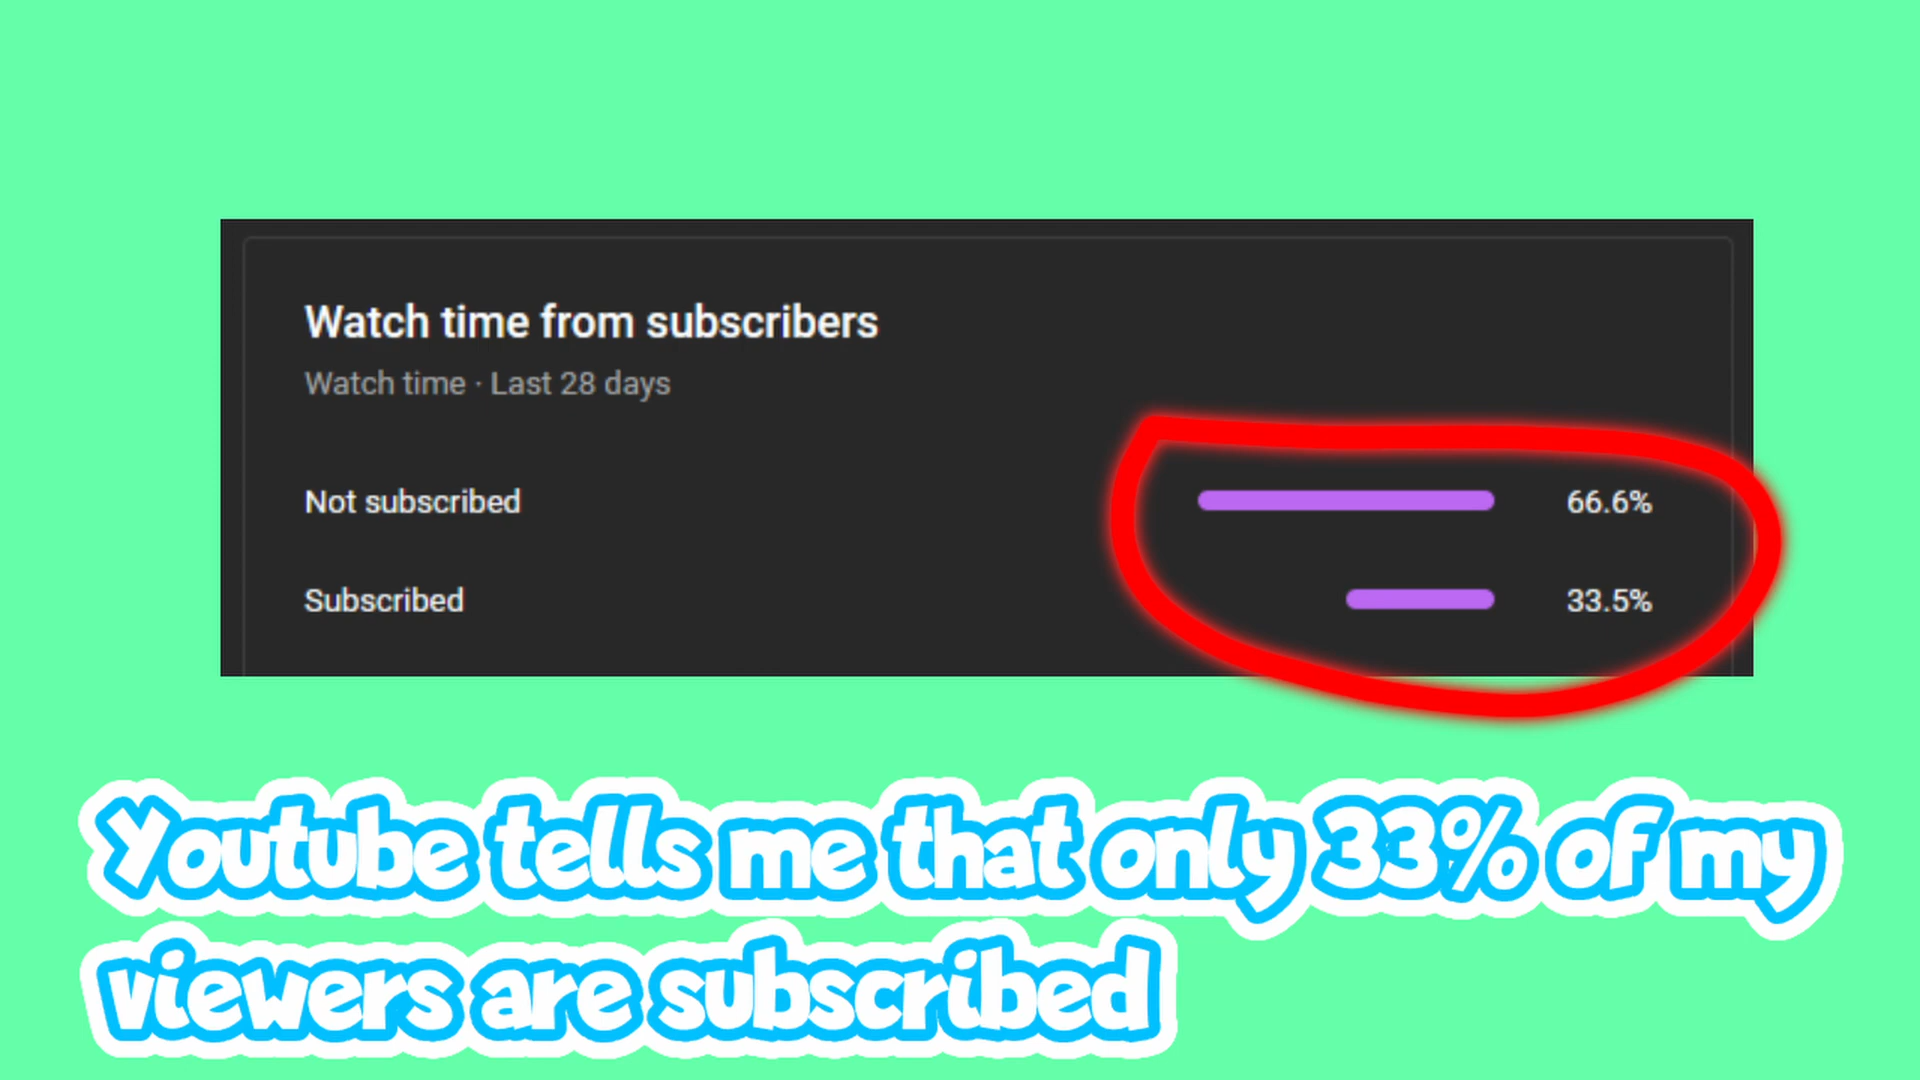 Watch time from subscribers
Watch time · Last 28 days
Not subscribed 66.6%
Subscribed 33.5%
Youtube tells me that only 33% of my
viewers are subscribed